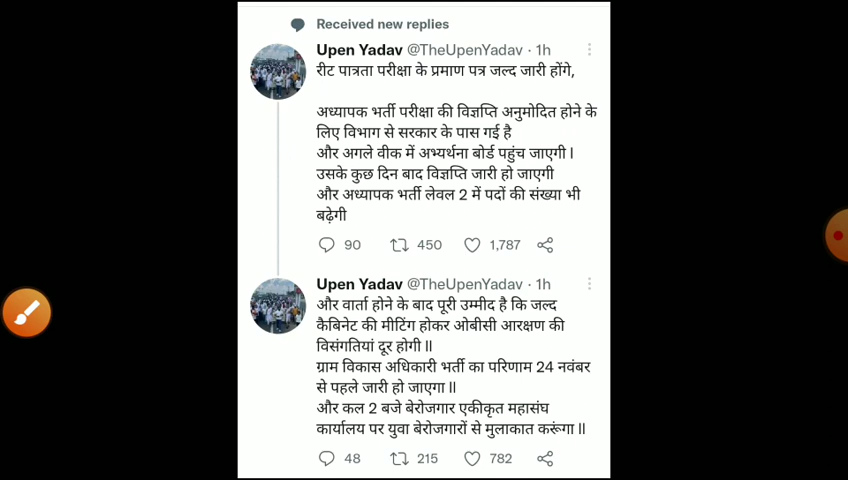 Received new replies
Upen Yadav @TheUpenYadav · 1h
रीट पात्रता परीक्षा के प्रमाण पत्र जल्द जारी होंगे,
अध्यापक भर्ती परीक्षा की विज्ञप्ति अनुमोदित होने के
लिए विभाग से सरकार के पास गई है
और अगले वीक में अभ्यर्थना बोर्ड पहुंच जाएगी l
उसके कुछ दिन बाद विज्ञप्ति जारी हो जाएगी
और अध्यापक भर्ती लेवल 2 में पदों की संख्या भी
बढ़ेगी
90 450 1,787
Upen Yadav @TheUpenYadav · 1h
और वार्ता होने के बाद पूरी उम्मीद है कि जल्द
कैबिनेट की मीटिंग होकर ओबीसी आरक्षण की
विसंगतियां दूर होगी ll
ग्राम विकास अधिकारी भर्ती का परिणाम 24 नवंबर
से पहले जारी हो जाएगा ll
और कल 2 बजे बेरोजगार एकीकृत महासंघ
कार्यालय पर युवा बेरोजगारों से मुलाकात करूंगा ll
48 215 782